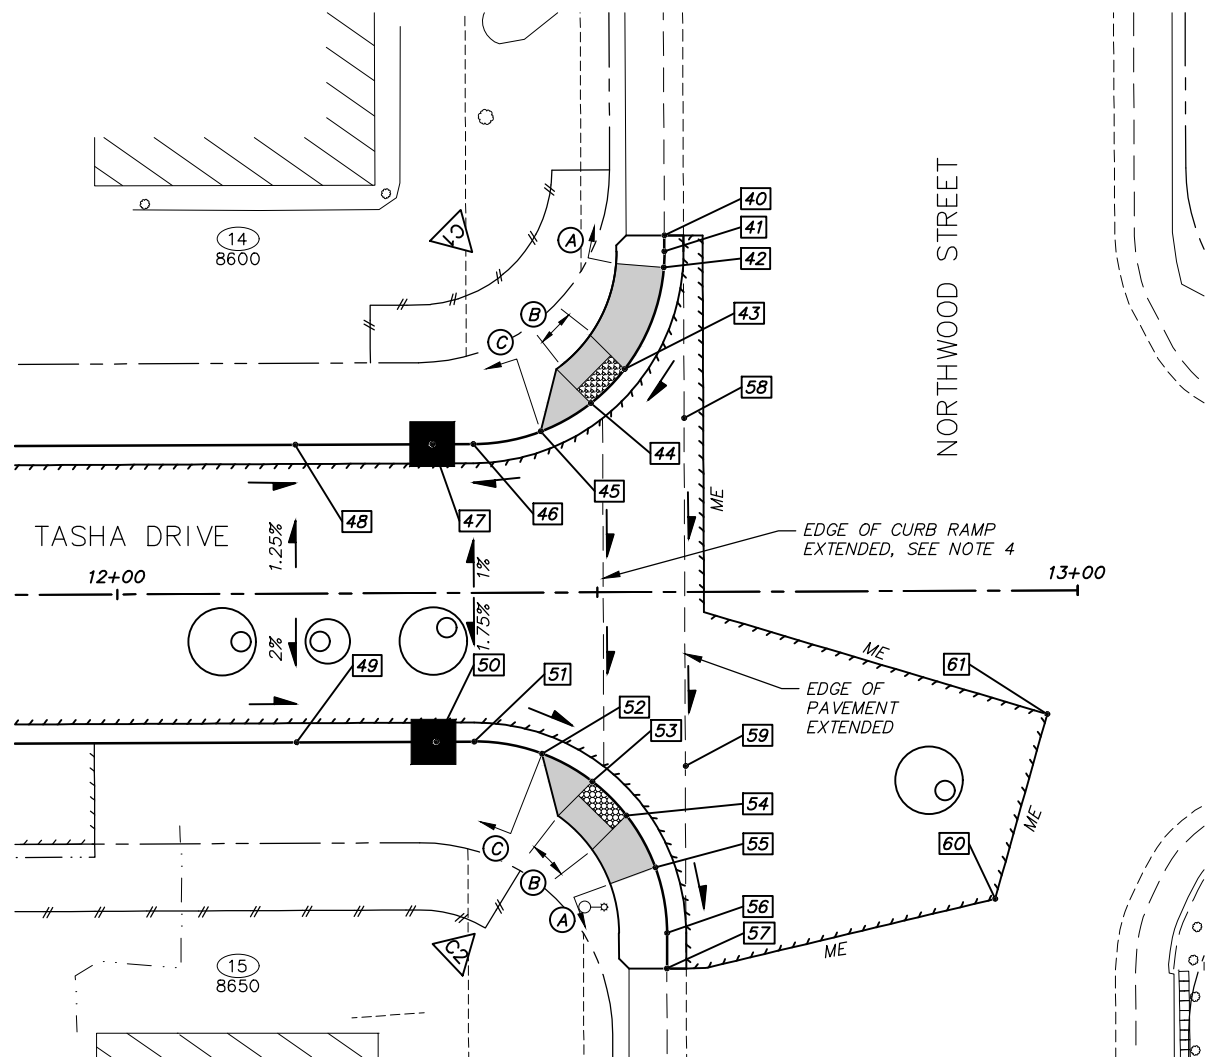 40
C1
A
41
14
8600
42
B
43
C
NORTHWOOD STREET
58
44
45
ME
46
47
48
TASHA DRIVE
1.25%
EDGE OF CURB RAMP
EXTENDED, SEE NOTE 4
1%
12+00
13+00
1.75%
2%
ME
49
50
51
61
EDGE OF
PAVEMENT
EXTENDED
52
53
59
54
ME
C
55
60
B
A
56
C2
57
ME
15
8650